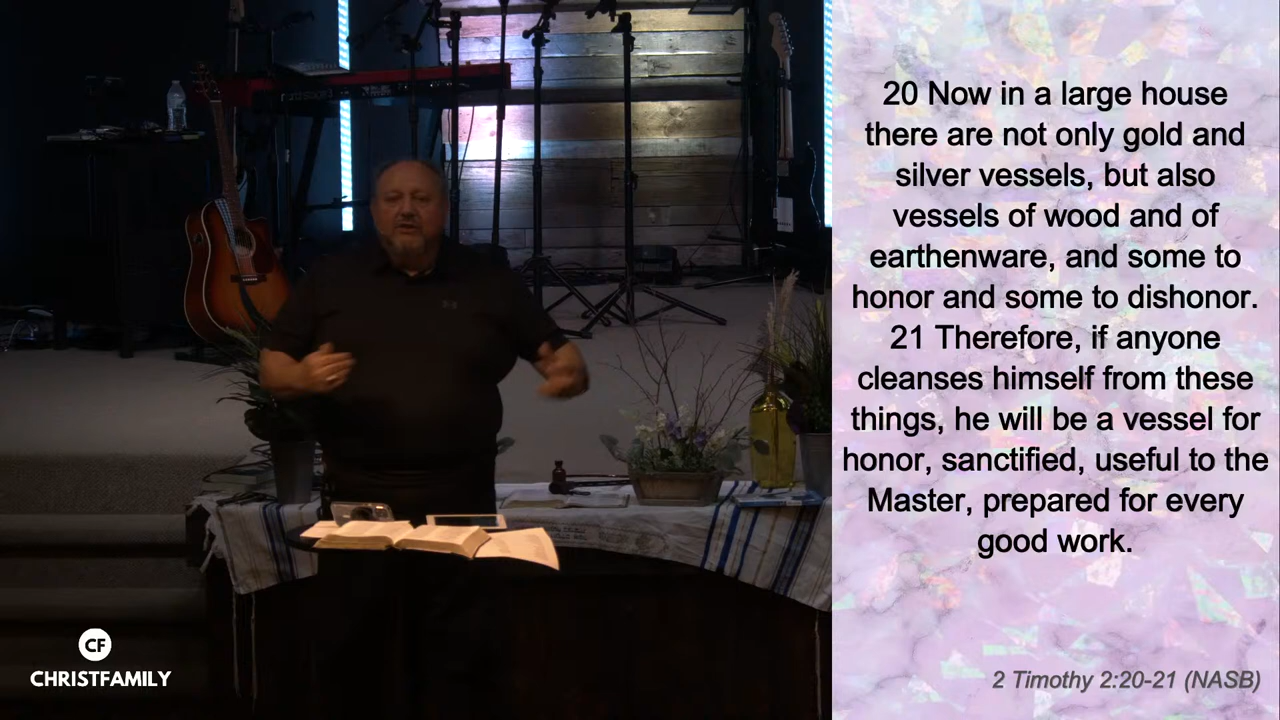 20 Now in a large house
there are not only gold and
silver vessels, but also
vessels of wood and of
earthenware, and some to
honor and some to dishonor.
21 Therefore, if anyone
cleanses himself from these
things, he will be a vessel for
honor, sanctified, useful to the
Master, prepared for every
good work.
2 Timothy 2:20-21 (NASB)
CF
CHRISTFAMILY